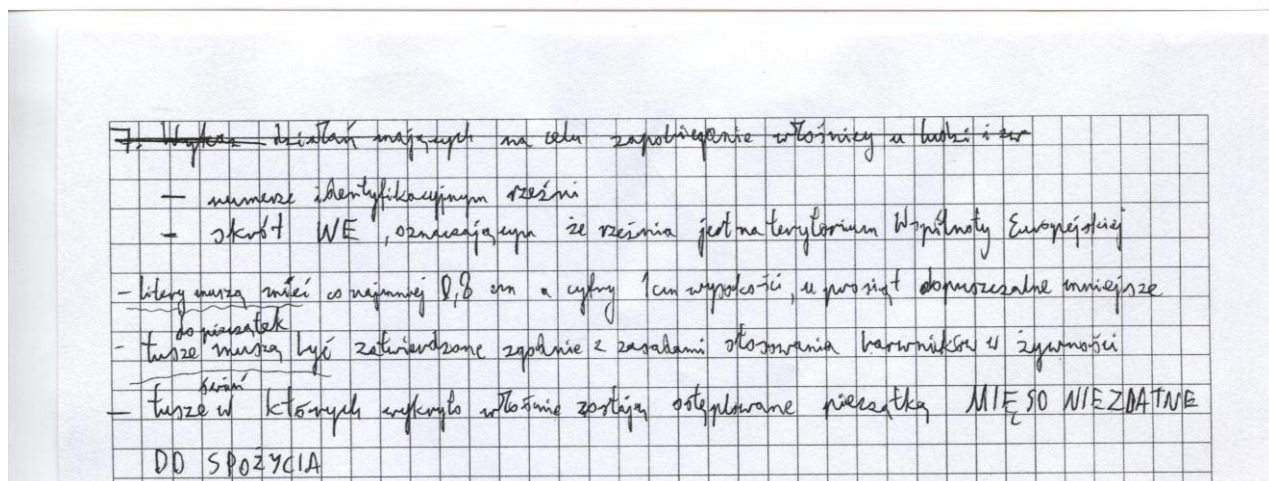 7. Wykaz działań mających na celu zapobieganie włośnicy u ludzi i zw
- numerze identyfikacyjnym rzeźni
- skrót WE, oznaczającym że rzeźnia jest na terytorium Wspólnoty Europejskiej
- litery muszą mieć co najmniej 0,8 cm a cyfry 1cm wysokości, u prosiąt dopuszczalne mniejsze
do pieczątek
- tusze muszą być zatwierdzone zgodnie z zasadami stosowania barwników w żywności
świń
- tusze w których wykryto włośnie zostają ostęplowane pieczątką MIĘSO NIEZDATNE
DO SPOŻYCIA